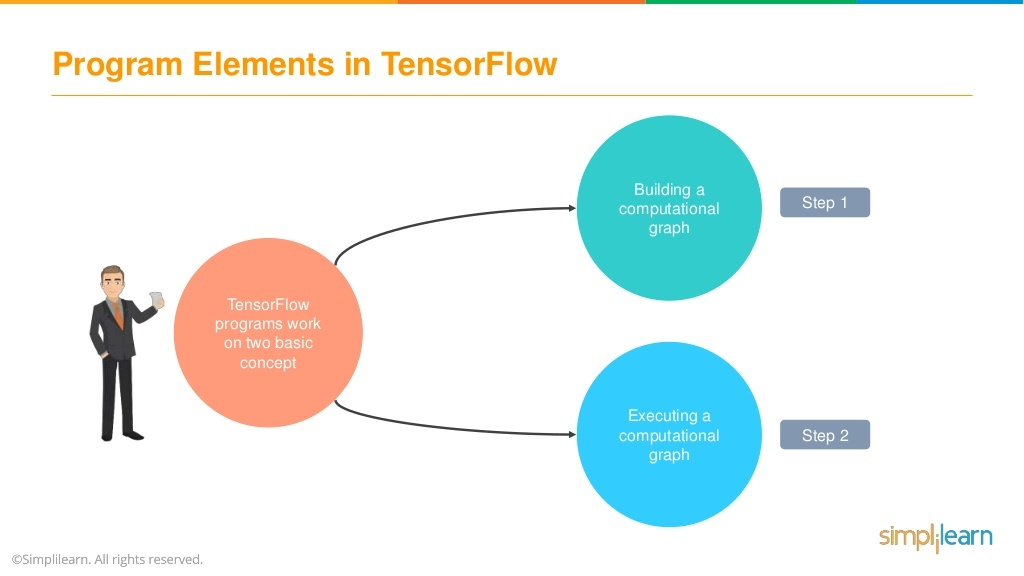 Program Elements in TensorFlow
Building a
computational
graph
Step 1
TensorFlow
programs work
on two basic
concept
Executing a
computational
graph
Step 2
simplilearn
©Simplilearn. All rights reserved.